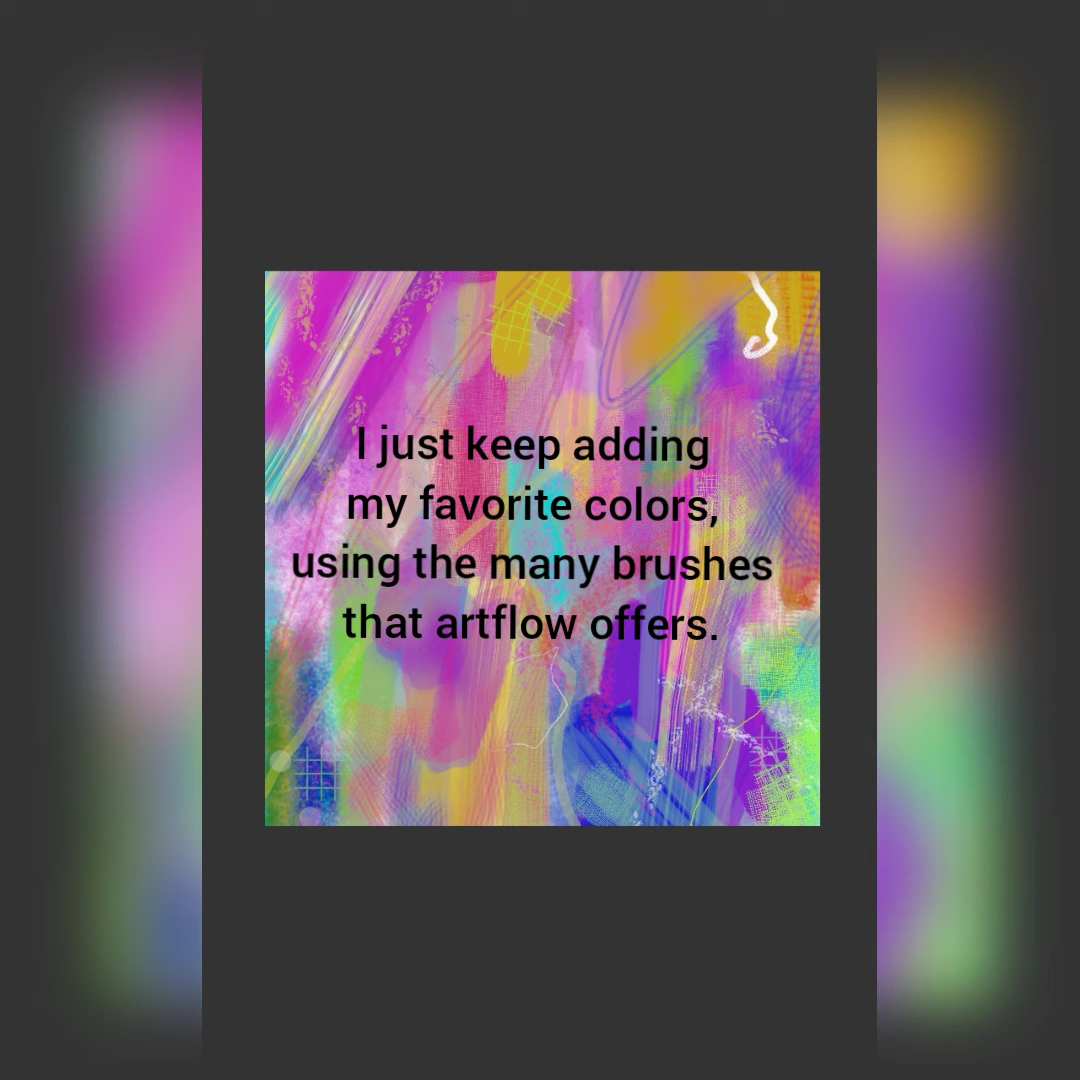 I just keep adding
my favorite colors,
using the many brushes
that artflow offers.